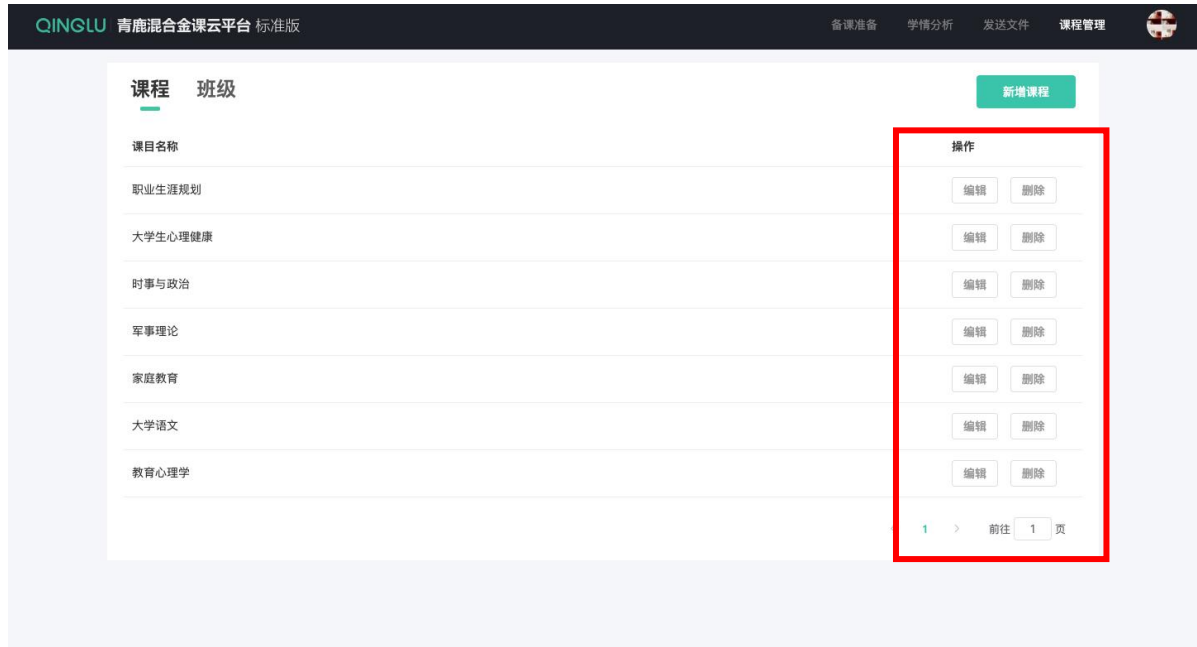 QINGLU 青鹿混合金课云平台 标准版 备课准备 学情分析 发送文件 课程管理
课程 班级 新增课程
课目名称 操作
职业生涯规划 编辑 删除
大学生心理健康 编辑 删除
时事与政治 编辑 删除
军事理论 编辑 删除
家庭教育 编辑 删除
大学语文 编辑 删除
教育心理学 编辑 删除
1 前往 1 页